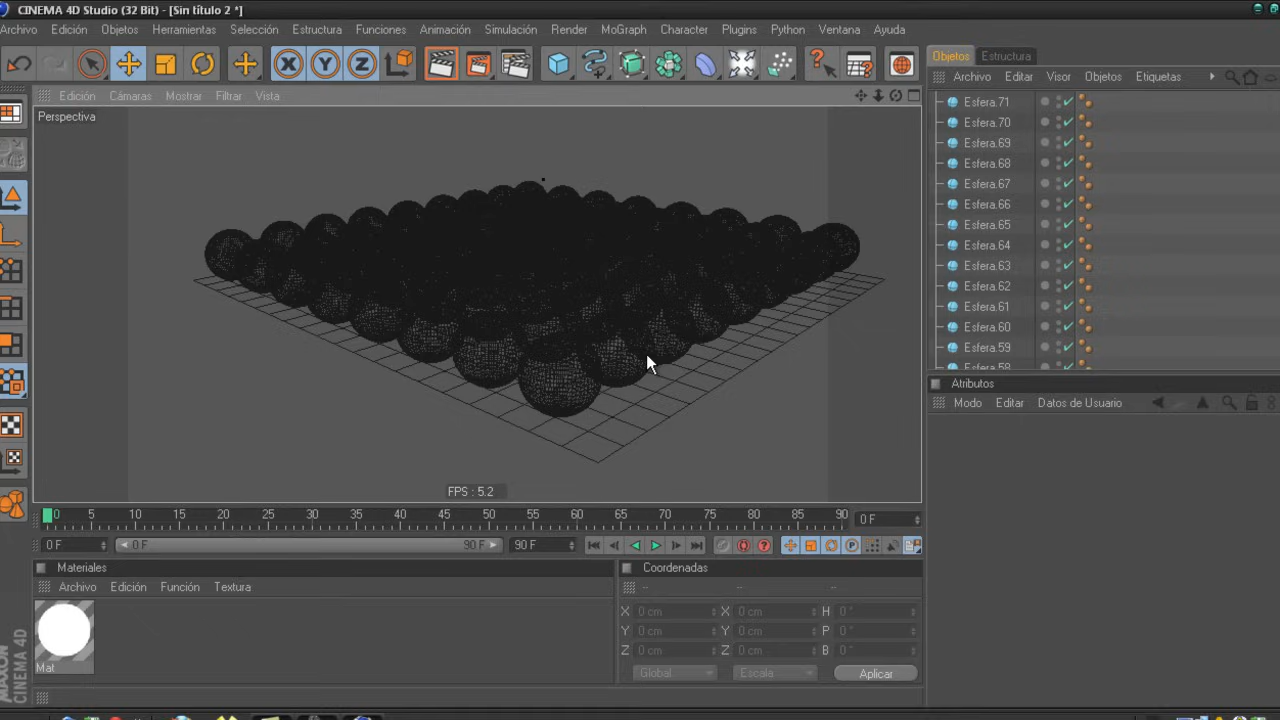 CINEMA 4D Studio (32 Bit) - [Sin título 2 *]
Archivo Edición Objetos Herramientas Selección Estructura Funciones Animación Simulación Render MoGraph Character Plugins Python Ventana Ayuda
Objetos Estructura
Archivo Editar Visor Objetos Etiquetas
Edición Cámaras Mostrar Filtrar Vista
Perspectiva
Esfera.71
Esfera.70
Esfera.69
Esfera.68
Esfera.67
Esfera.66
Esfera.65
Esfera.64
Esfera.63
Esfera.62
Esfera.61
Esfera.60
Esfera.59
Esfera.58
Atributos
Modo Editar Datos de Usuario
FPS : 5.2
0 5 10 15 20 25 30 35 40 45 50 55 60 65 70 75 80 85 90
0 F
0 F 0 F 90 F 90 F
Materiales
Archivo Edición Función Textura
Mat
Coordenadas
-- -- --
X 0 cm X 0 cm H 0 °
Y 0 cm Y 0 cm P 0 °
Z 0 cm Z 0 cm B 0 °
Global Escala Aplicar
MAXON
CINEMA 4D